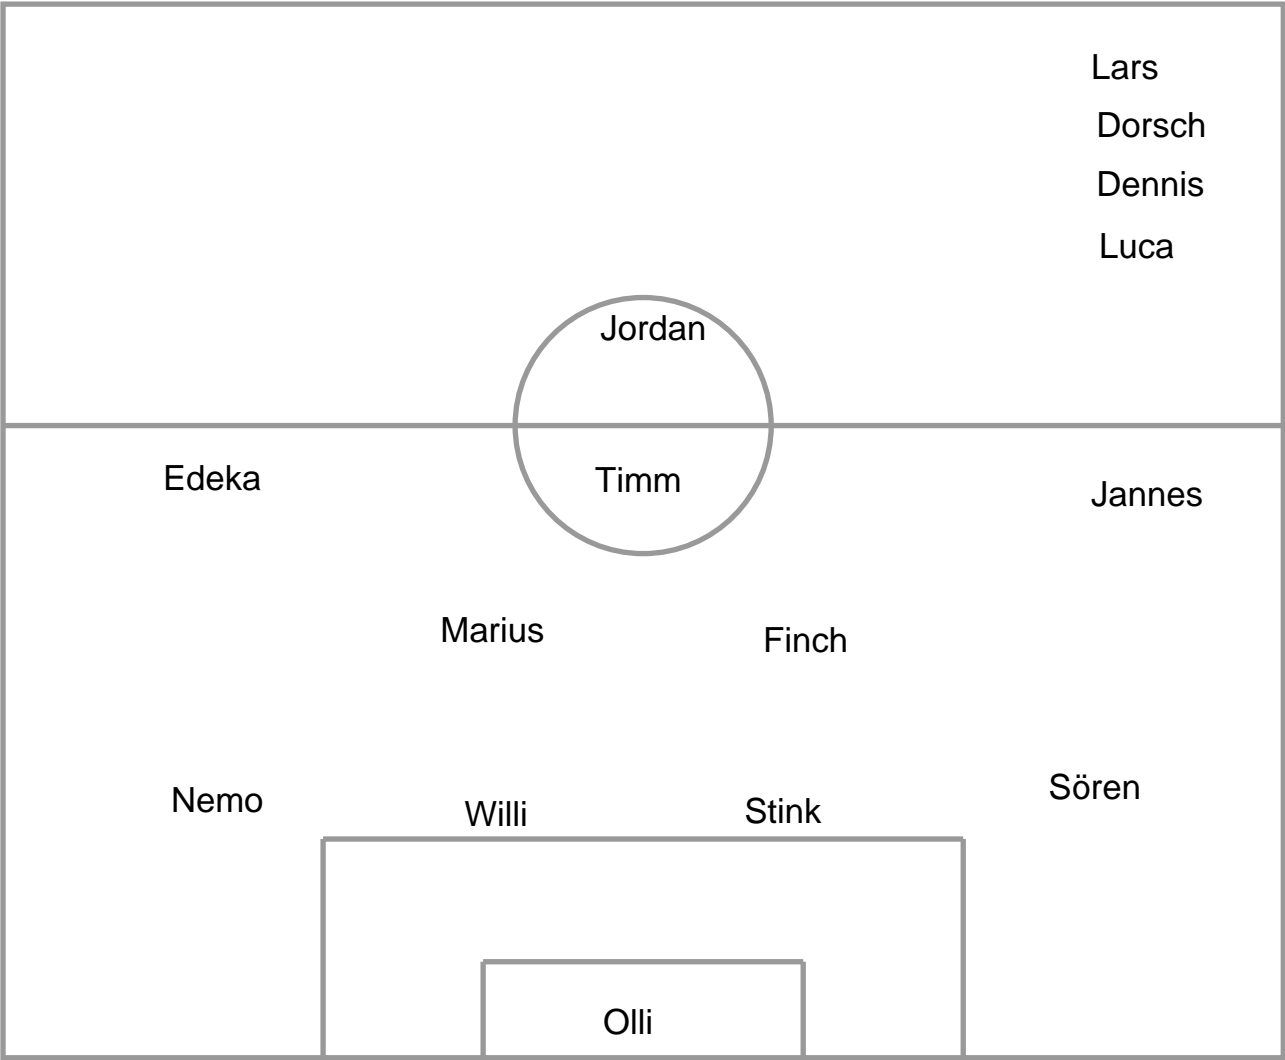 Lars
Dorsch
Dennis
Luca
Jordan
Edeka
Timm
Jannes
Marius
Finch
Nemo
Willi
Stink
Sören
Olli